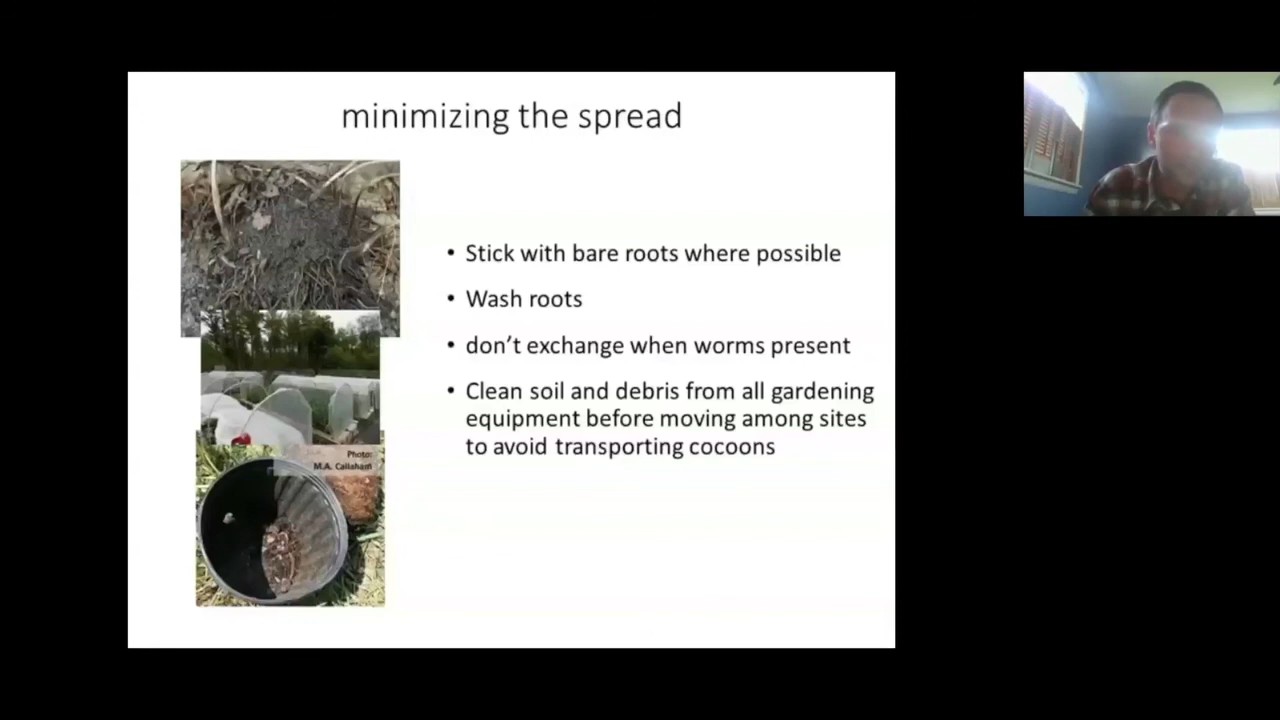 minimizing the spread
• Stick with bare roots where possible
• Wash roots
• don’t exchange when worms present
• Clean soil and debris from all gardening
equipment before moving among sites
to avoid transporting cocoons
Photo:
M.A. Callaham